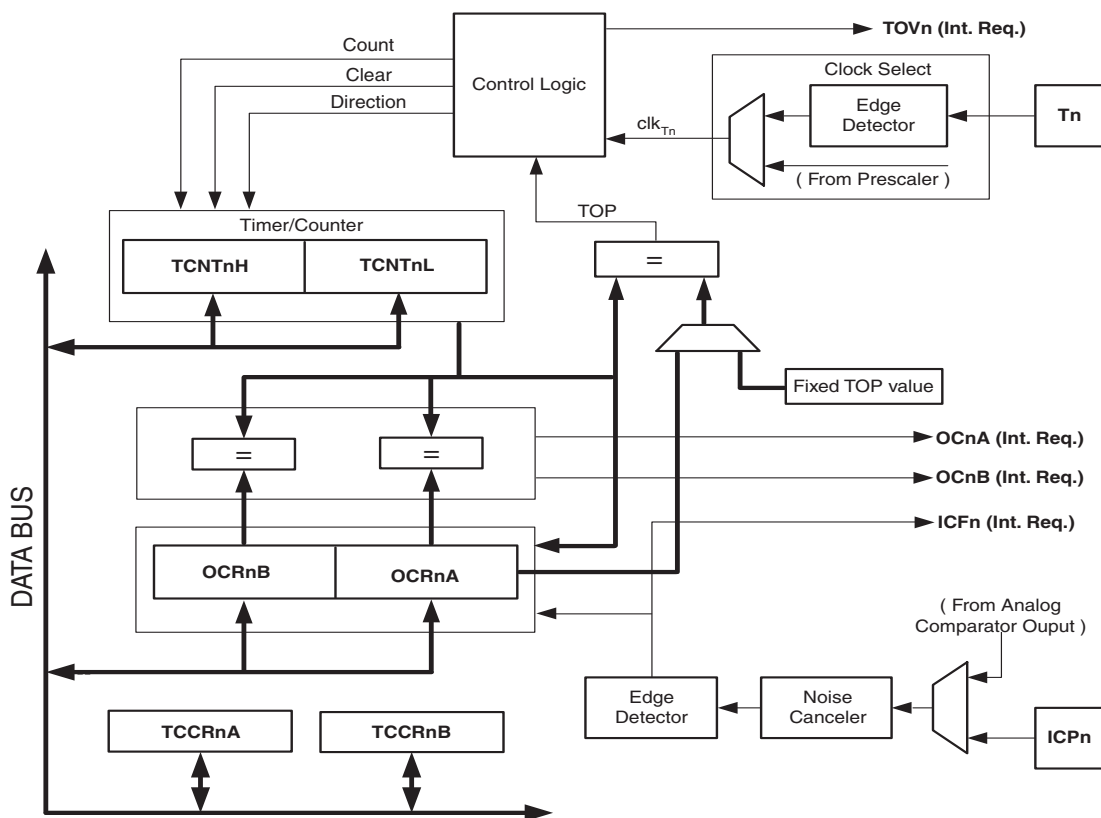 TOVn (Int. Req.)
Count
Clear
Direction
Control Logic
Clock Select
Edge
Detector
Tn
clkTn
( From Prescaler )
TOP
Timer/Counter
TCNTnH
TCNTnL
=
Fixed TOP value
=
=
OCnA (Int. Req.)
OCnB (Int. Req.)
ICFn (Int. Req.)
DATA BUS
OCRnB
OCRnA
( From Analog
Comparator Ouput )
Edge
Detector
Noise
Canceler
ICPn
TCCRnA
TCCRnB